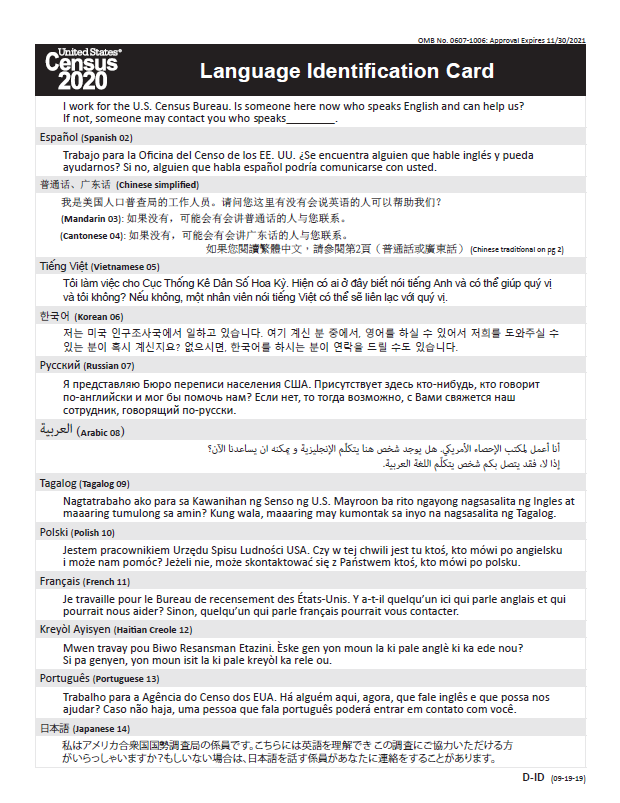 OMB No. 0607-1006: Approval Expires 11/30/2021
United States®
Census
2020
Language Identification Card
I work for the U.S. Census Bureau. Is someone here now who speaks English and can help us?
If not, someone may contact you who speaks_________.
Español (Spanish 02)
Trabajo para la Oficina del Censo de los EE. UU. ¿Se encuentra alguien que hable inglés y pueda
ayudarnos? Si no, alguien que habla español podría comunicarse con usted.
普通话、广东话 (Chinese simplified)
我是美国人口普查局的工作人员。请问您这里有没有会说英语的人可以帮助我们?
(Mandarin 03): 如果没有，可能会有会讲普通话的人与您联系。
(Cantonese 04): 如果没有，可能会有会讲广东话的人与您联系。
如果您閱讀繁體中文，請參閱第2頁（普通話或廣東話） (Chinese traditional on pg 2)
Tiếng Việt (Vietnamese 05)
Tôi làm việc cho Cục Thống Kê Dân Số Hoa Kỳ. Hiện có ai ở đây biết nói tiếng Anh và có thể giúp quý vị
và tôi không? Nếu không, một nhân viên nói tiếng Việt có thể sẽ liên lạc với quý vị.
한국어 (Korean 06)
저는 미국 인구조사국에서 일하고 있습니다. 여기 계신 분 중에서, 영어를 하실 수 있어서 저희를 도와주실 수
있는 분이 혹시 계신지요? 없으시면, 한국어를 하시는 분이 연락을 드릴 수도 있습니다.
Русский (Russian 07)
Я представляю Бюро переписи населения США. Присутствует здесь кто-нибудь, кто говорит
по-английски и мог бы помочь нам? Если нет, то тогда возможно, с Вами свяжется наш
сотрудник, говорящий по-русски.
العربية (Arabic 08)
أنا أعمل لمكتب الإحصاء الأمريكي. هل يوجد شخص هنا يتكلّم الإنجليزية و يمكنه ان يساعدنا الآن؟
إذا لا، فقد يتصل بكم شخص يتكلّم اللغة العربية.
Tagalog (Tagalog 09)
Nagtatrabaho ako para sa Kawanihan ng Senso ng U.S. Mayroon ba rito ngayong nagsasalita ng Ingles at
maaaring tumulong sa amin? Kung wala, maaaring may kumontak sa inyo na nagsasalita ng Tagalog.
Polski (Polish 10)
Jestem pracownikiem Urzędu Spisu Ludności USA. Czy w tej chwili jest tu ktoś, kto mówi po angielsku
i może nam pomóc? Jeżeli nie, może skontaktować się z Państwem ktoś, kto mówi po polsku.
Français (French 11)
Je travaille pour le Bureau de recensement des États-Unis. Y a-t-il quelqu’un ici qui parle anglais et qui
pourrait nous aider? Sinon, quelqu’un qui parle français pourrait vous contacter.
Kreyòl Ayisyen (Haitian Creole 12)
Mwen travay pou Biwo Resansman Etazini. Èske gen yon moun la ki pale anglè ki ka ede nou?
Si pa genyen, yon moun isit la ki pale kreyòl ka rele ou.
Português (Portuguese 13)
Trabalho para a Agência do Censo dos EUA. Há alguém aqui, agora, que fale inglês e que possa nos
ajudar? Caso não haja, uma pessoa que fala português poderá entrar em contato com você.
日本語 (Japanese 14)
私はアメリカ合衆国国勢調査局の係員です。こちらには英語を理解でき この調査にご協力いただける方
がいらっしゃいますか？もしいない場合は、日本語を話す係員があなたに連絡をすることがあります。
D-ID (09-19-19)